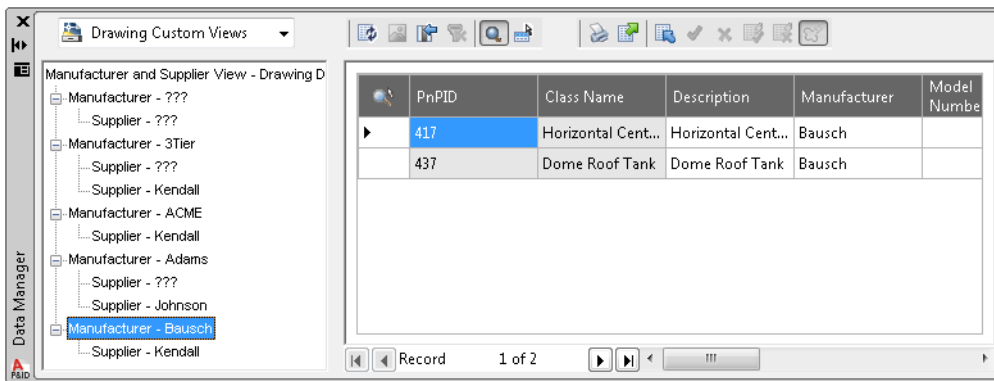 Drawing Custom Views
Manufacturer and Supplier View - Drawing D
Manufacturer - ???
Supplier - ???
Manufacturer - 3Tier
Supplier - ???
Supplier - Kendall
Manufacturer - ACME
Supplier - Kendall
Manufacturer - Adams
Supplier - ???
Supplier - Johnson
Manufacturer - Bausch
Supplier - Kendall
PnPID Class Name Description Manufacturer Model Numbe
417 Horizontal Cent... Horizontal Cent... Bausch
437 Dome Roof Tank Dome Roof Tank Bausch
Record 1 of 2
Data Manager
P&ID